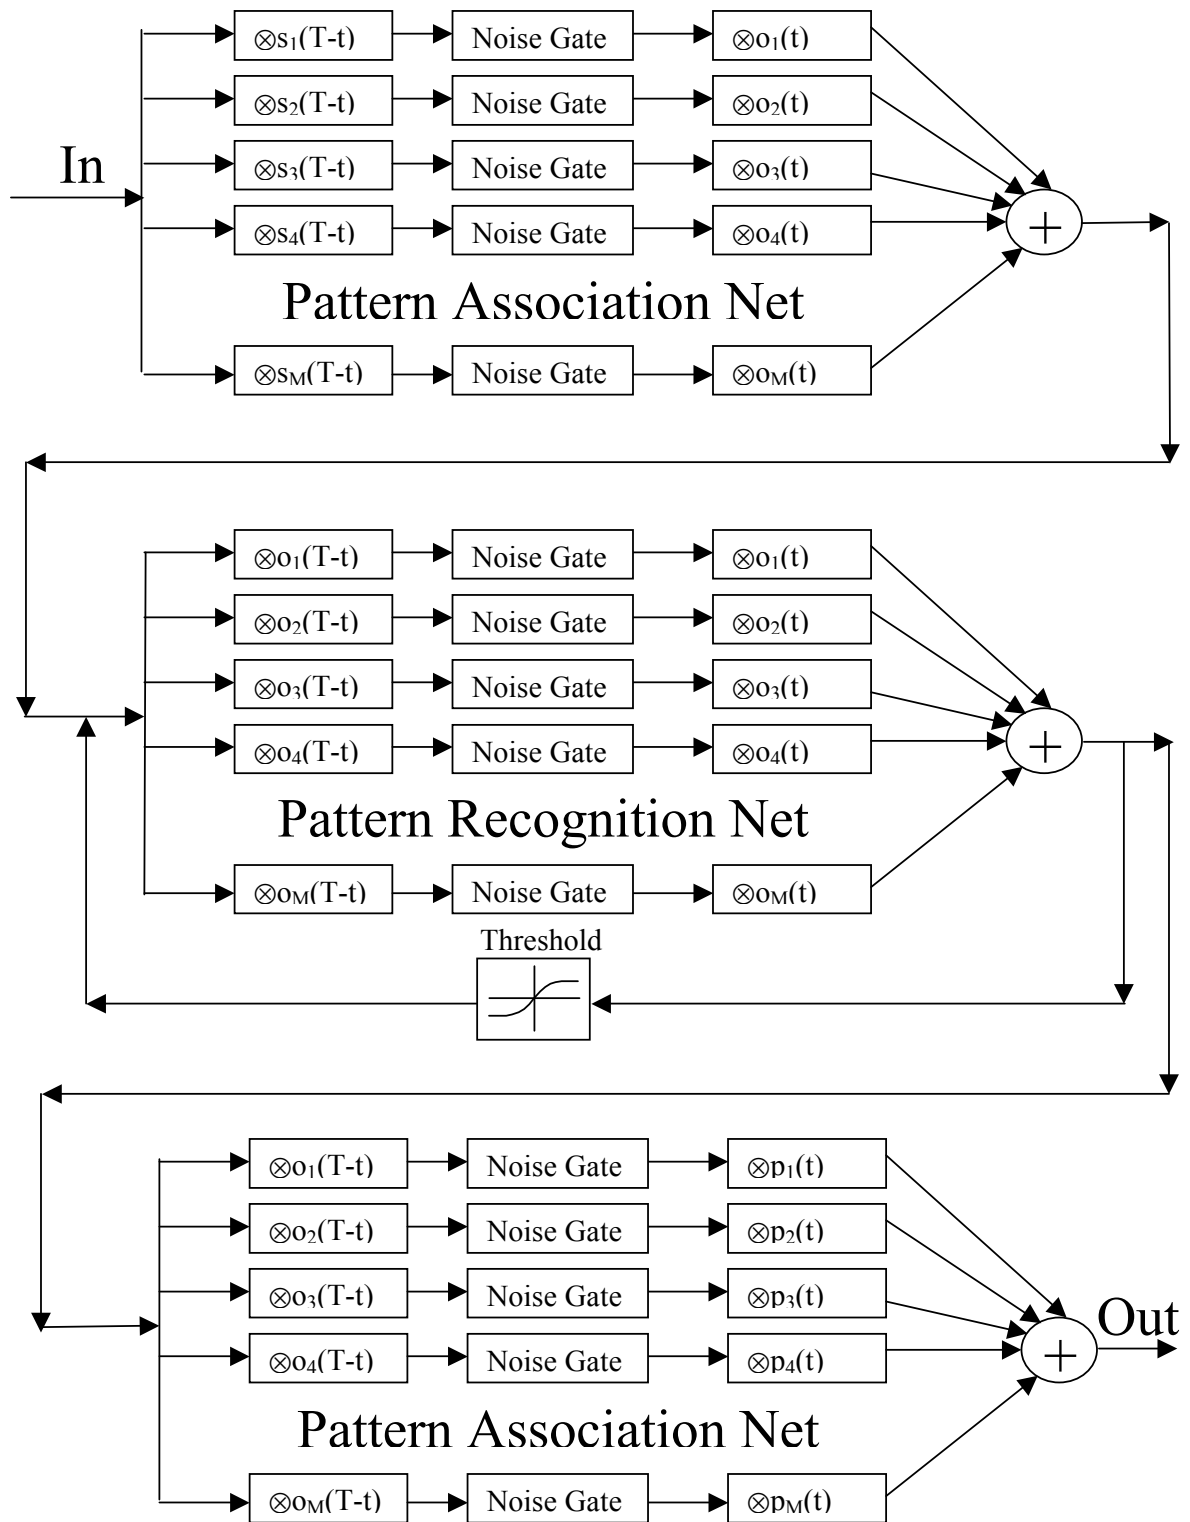 ⊗s₁(T-t) Noise Gate ⊗o₁(t)
⊗s₂(T-t) Noise Gate ⊗o₂(t)
In
⊗s₃(T-t) Noise Gate ⊗o₃(t)
⊗s₄(T-t) Noise Gate ⊗o₄(t)
+
Pattern Association Net
⊗s_M(T-t) Noise Gate ⊗o_M(t)
⊗o₁(T-t) Noise Gate ⊗o₁(t)
⊗o₂(T-t) Noise Gate ⊗o₂(t)
⊗o₃(T-t) Noise Gate ⊗o₃(t)
⊗o₄(T-t) Noise Gate ⊗o₄(t)
+
Pattern Recognition Net
⊗o_M(T-t) Noise Gate ⊗o_M(t)
Threshold
⊗o₁(T-t) Noise Gate ⊗p₁(t)
⊗o₂(T-t) Noise Gate ⊗p₂(t)
⊗o₃(T-t) Noise Gate ⊗p₃(t)
Out
⊗o₄(T-t) Noise Gate ⊗p₄(t)
+
Pattern Association Net
⊗o_M(T-t) Noise Gate ⊗p_M(t)